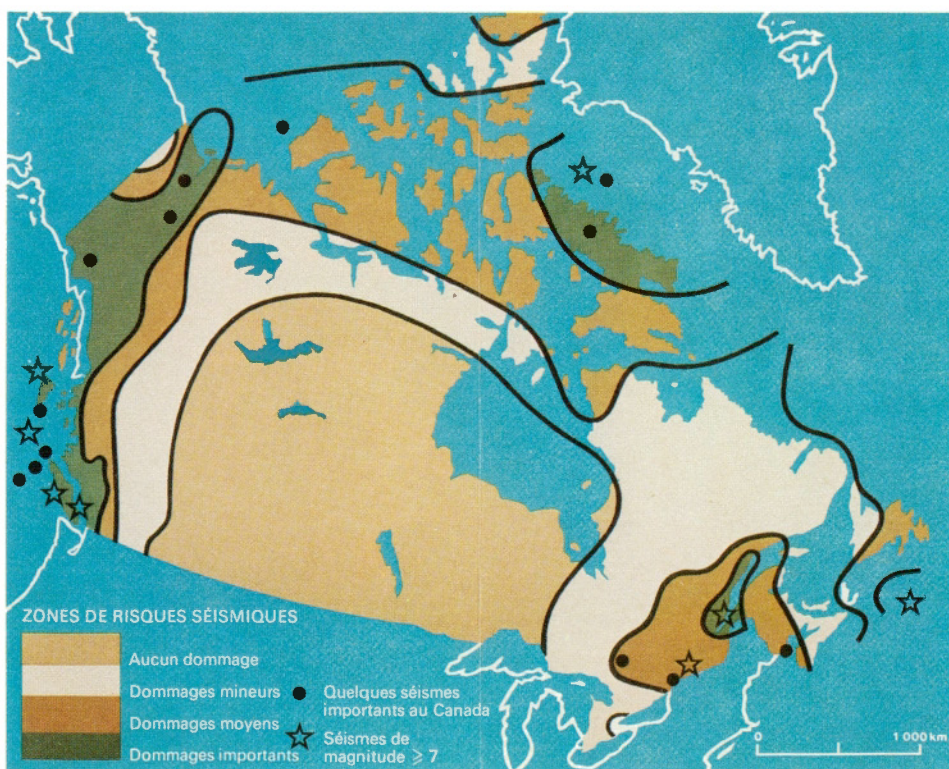 ZONES DE RISQUES SÉISMIQUES
Aucun dommage
Dommages mineurs
Dommages moyens
Dommages importants
Quelques séismes
importants au Canada
Séismes de
magnitude ⩾ 7
0 1 000 km